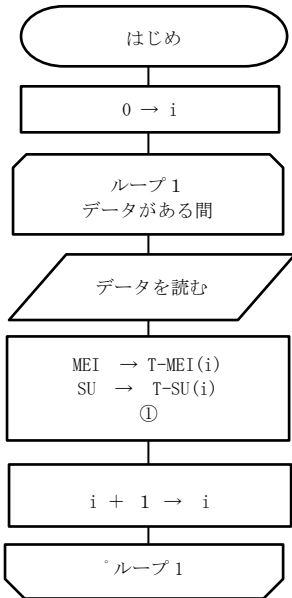 はじめ
0 → i
ループ1
データがある間
データを読む
MEI → T-MEI(i)
SU → T-SU(i)
①
i + 1 → i
゜ループ1